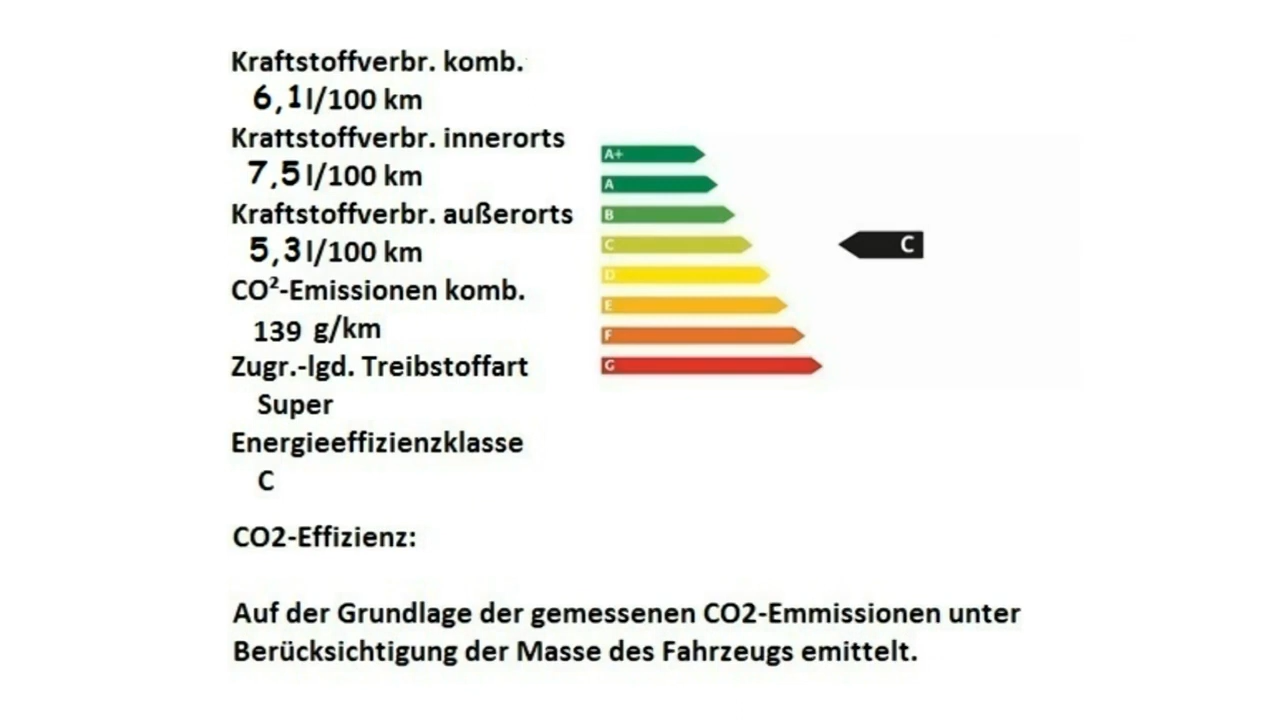 Kraftstoffverbr. komb.
6,1 l/100 km
Krattstoffverbr. innerorts
7,5 l/100 km
Kraftstoffverbr. außerorts
5,3 l/100 km
CO²-Emissionen komb.
139 g/km
Zugr.-lgd. Treibstoffart
Super
Energieeffizienzklasse
C
A+
A
B
C
D
E
F
G
C
CO2-Effizienz:
Auf der Grundlage der gemessenen CO2-Emmissionen unter
Berücksichtigung der Masse des Fahrzeugs emittelt.